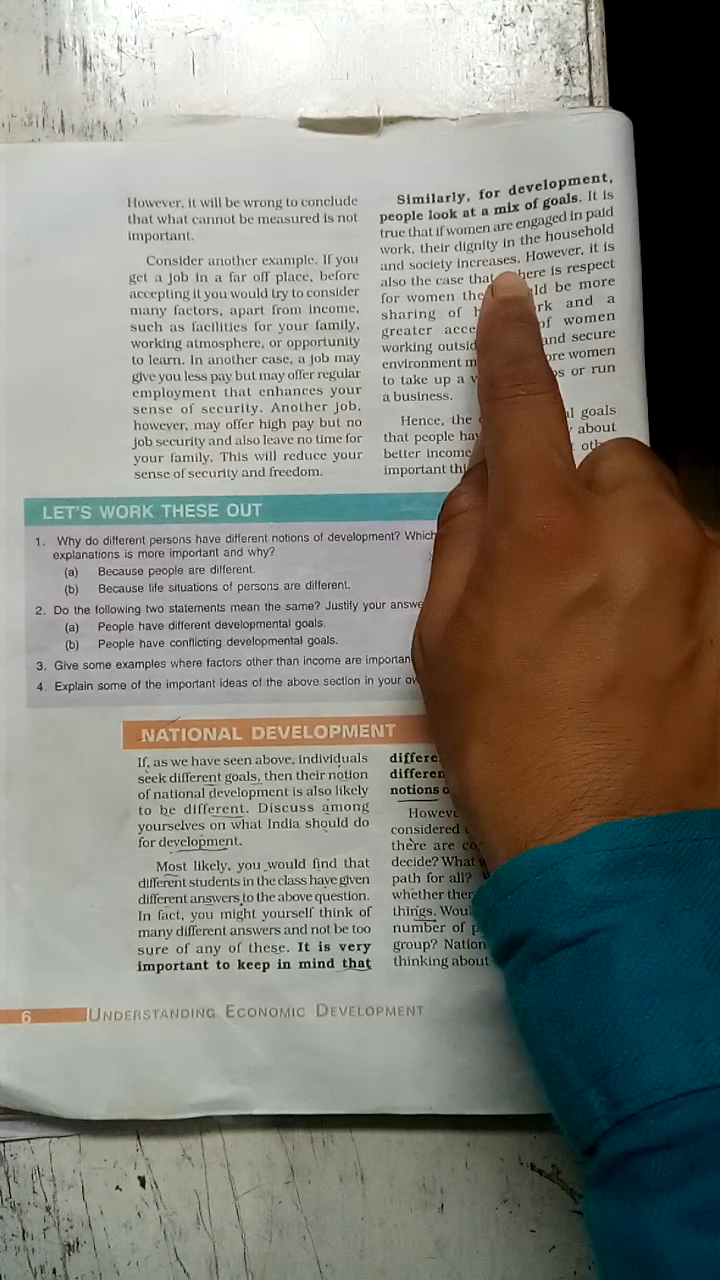 However, it will be wrong to conclude
that what cannot be measured is not
important.
Consider another example. If you
get a job in a far off place, before
accepting it you would try to consider
many factors, apart from income,
such as facilities for your family,
working atmosphere, or opportunity
to learn. In another case, a job may
give you less pay but may offer regular
employment that enhances your
sense of security. Another job,
however, may offer high pay but no
job security and also leave no time for
your family. This will reduce your
sense of security and freedom.
Similarly, for development,
people look at a mix of goals. It is
true that if women are engaged in paid
work, their dignity in the household
and society increases. However, it is
also the case that there is respect
for women be more
sharing of and a
greater of women
working and secure
environment women
to take up a or run
a business.
Hence, the goals
that people about
better income
important
LET'S WORK THESE OUT
1. Why do different persons have different notions of development? Which
explanations is more important and why?
(a) Because people are different.
(b) Because life situations of persons are different.
2. Do the following two statements mean the same? Justify your
(a) People have different developmental goals.
(b) People have conflicting developmental goals.
3. Give some examples where factors other than income are
4. Explain some of the important ideas of the above section in your
NATIONAL DEVELOPMENT
If, as we have seen above, individuals
seek different goals, then their notion
of national development is also likely
to be different. Discuss among
yourselves on what India should do
for development.
Most likely, you would find that
different students in the class have given
different answers to the above question.
In fact, you might yourself think of
many different answers and not be too
sure of any of these. It is very
important to keep in mind that
notions
considered
there are
decide? What
path for all?
whether
things.
number of
group?
thinking about
6 UNDERSTANDING ECONOMIC DEVELOPMENT